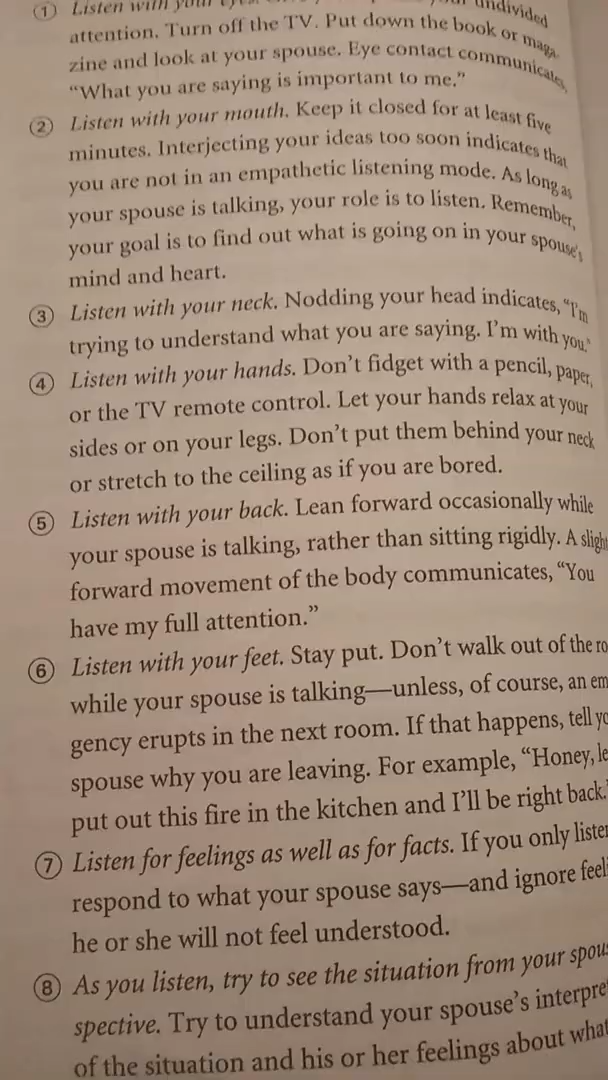 ① Listen with your eyes. undivided
attention. Turn off the TV. Put down the book or maga-
zine and look at your spouse. Eye contact communicates,
“What you are saying is important to me.”
② Listen with your mouth. Keep it closed for at least five
minutes. Interjecting your ideas too soon indicates that
you are not in an empathetic listening mode. As long as
your spouse is talking, your role is to listen. Remember,
your goal is to find out what is going on in your spouse's
mind and heart.
③ Listen with your neck. Nodding your head indicates, “I'm
trying to understand what you are saying. I'm with you.”
④ Listen with your hands. Don't fidget with a pencil, paper,
or the TV remote control. Let your hands relax at your
sides or on your legs. Don't put them behind your neck
or stretch to the ceiling as if you are bored.
⑤ Listen with your back. Lean forward occasionally while
your spouse is talking, rather than sitting rigidly. A slight
forward movement of the body communicates, “You
have my full attention.”
⑥ Listen with your feet. Stay put. Don't walk out of the ro
while your spouse is talking—unless, of course, an em
gency erupts in the next room. If that happens, tell yo
spouse why you are leaving. For example, “Honey, le
put out this fire in the kitchen and I'll be right back.”
⑦ Listen for feelings as well as for facts. If you only listen
respond to what your spouse says—and ignore feeli
he or she will not feel understood.
⑧ As you listen, try to see the situation from your spous
spective. Try to understand your spouse's interpret
of the situation and his or her feelings about what